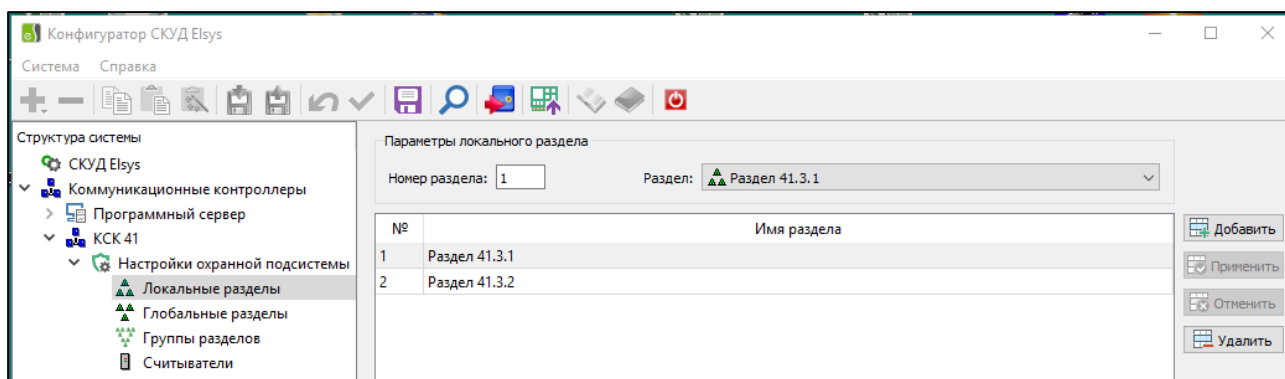 Конфигуратор СКУД Elsys
Система Справка
Структура системы
СКУД Elsys
Коммуникационные контроллеры
Программный сервер
КСК 41
Настройки охранной подсистемы
Локальные разделы
Глобальные разделы
Группы разделов
Считыватели
Параметры локального раздела
Номер раздела: 1 Раздел: Раздел 41.3.1
№ Имя раздела
1 Раздел 41.3.1
2 Раздел 41.3.2
Добавить
Применить
Отменить
Удалить